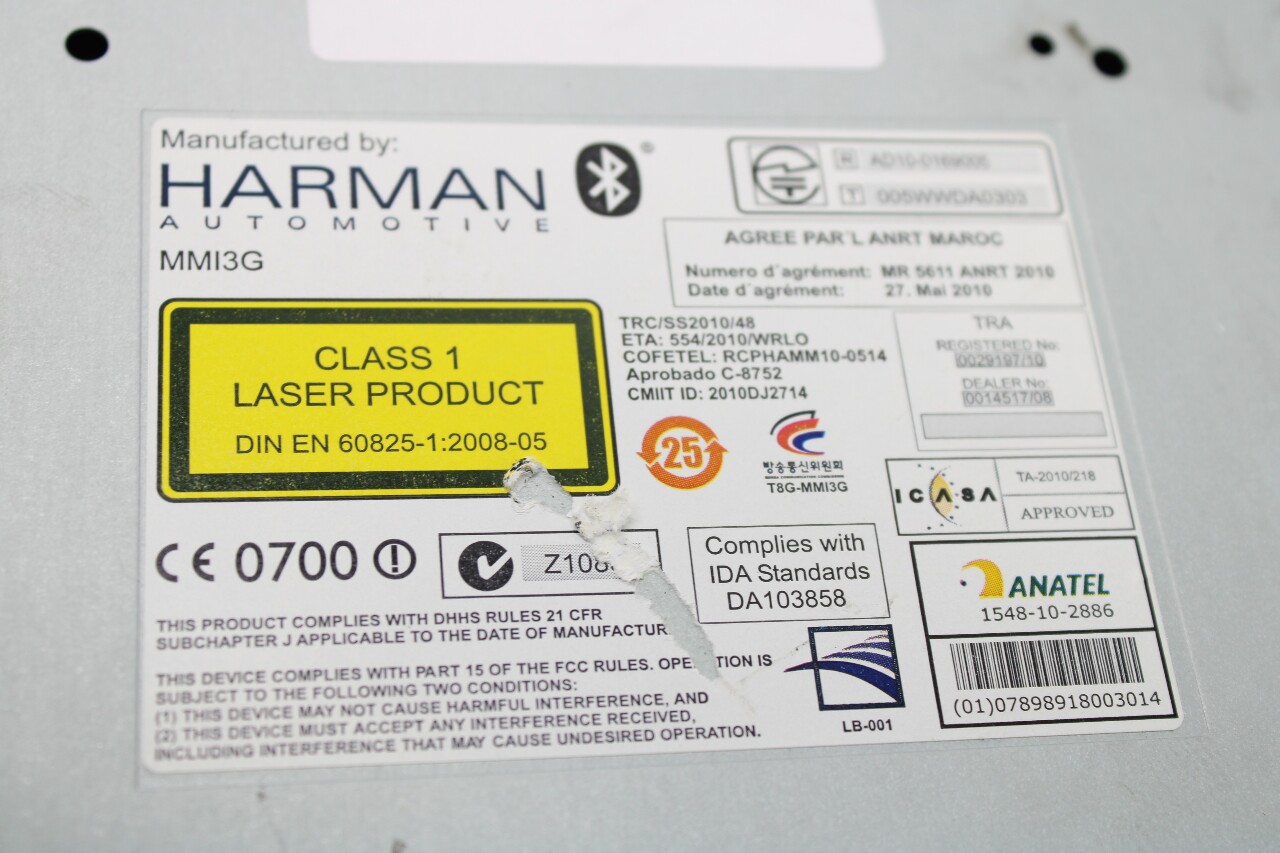 Manufactured by:
HARMAN
AUTOMOTIVE
MMI3G
R AD10-0189005
T 005WWDA0303
AGREE PAR´L ANRT MAROC
Numero d´agrément: MR 5611 ANRT 2010
Date d´agrément: 27. Mai 2010
CLASS 1
LASER PRODUCT
DIN EN 60825-1:2008-05
TRC/SS2010/48
ETA: 554/2010/WRLO
COFETEL: RCPHAMM10-0514
Aprobado C-8752
CMIIT ID: 2010DJ2714
TRA
REGISTERED No:
0029197/10
DEALER No:
0014517/08
25
방송통신위원회
T8G-MMI3G
ICASA
TA-2010/218
APPROVED
CE 0700
Z108
Complies with
IDA Standards
DA103858
ANATEL
1548-10-2886
(01)07898918003014
THIS PRODUCT COMPLIES WITH DHHS RULES 21 CFR
SUBCHAPTER J APPLICABLE TO THE DATE OF MANUFACTUR
THIS DEVICE COMPLIES WITH PART 15 OF THE FCC RULES. OPE TION IS
SUBJECT TO THE FOLLOWING TWO CONDITIONS:
(1) THIS DEVICE MAY NOT CAUSE HARMFUL INTERFERENCE, AND
(2) THIS DEVICE MUST ACCEPT ANY INTERFERENCE RECEIVED,
INCLUDING INTERFERENCE THAT MAY CAUSE UNDESIRED OPERATION.
LB-001